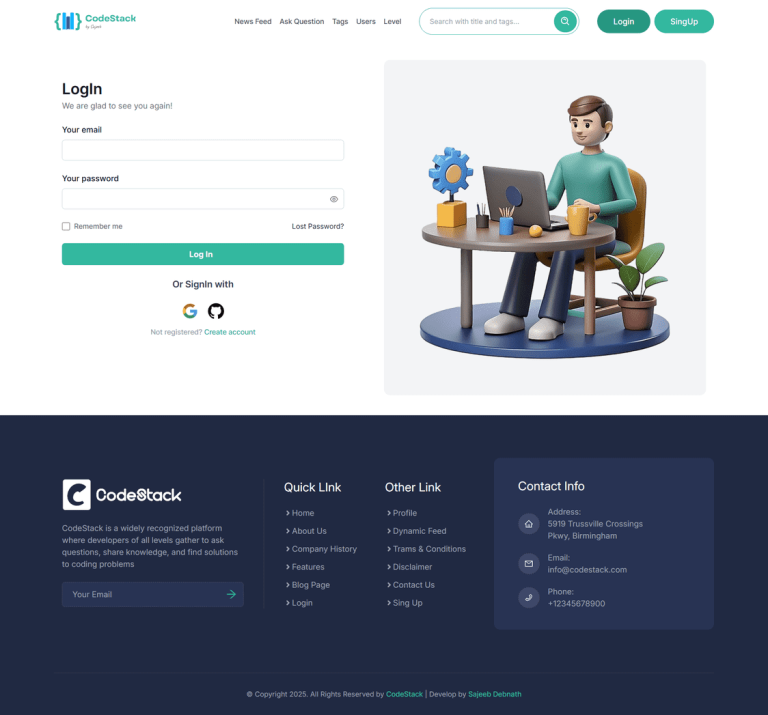 CodeStack
News Feed Ask Question Tags Users Level
Search with title and tags...
Login
SingUp
LogIn
We are glad to see you again!
Your email
Your password
Remember me
Lost Password?
Log In
Or SignIn with
Not registered? Create account
CodeStack
CodeStack is a widely recognized platform
where developers of all levels gather to ask
questions, share knowledge, and find solutions
to coding problems
Your Email
Quick LInk
Home
About Us
Company History
Features
Blog Page
Login
Other Link
Profile
Dynamic Feed
Trams & Conditions
Disclaimer
Contact Us
Sing Up
Contact Info
Address:
5919 Trussville Crossings
Pkwy, Birmingham
Email:
info@codestack.com
Phone:
+12345678900
© Copyright 2025. All Rights Reserved by CodeStack | Develop by Sajeeb Debnath